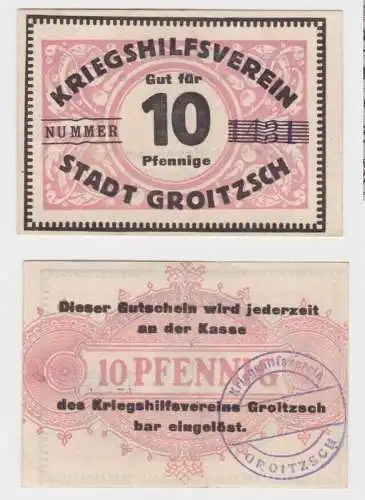 KRIEGSHILFSVEREIN
Gut für
10
NUMMER 1431
Pfennige
STADT GROITZSCH
Dieser Gutschein wird jederzeit
an der Kasse
10 PFENNIG
des Kriegshilfsvereins Groitzsch
bar eingelöst.
Kriegshilfsverein
GROITZSCH